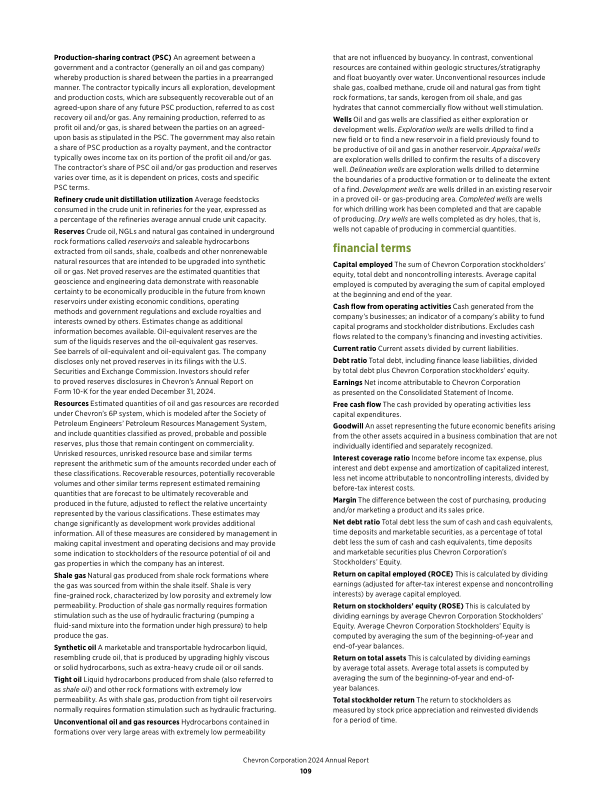 Production-sharing contract (PSC) An agreement between a
government and a contractor (generally an oil and gas company)
whereby production is shared between the parties in a prearranged
manner. The contractor typically incurs all exploration, development
and production costs, which are subsequently recoverable out of an
agreed-upon share of any future PSC production, referred to as cost
recovery oil and/or gas. Any remaining production, referred to as
profit oil and/or gas, is shared between the parties on an agreed-
upon basis as stipulated in the PSC. The government may also retain
a share of PSC production as a royalty payment, and the contractor
typically owes income tax on its portion of the profit oil and/or gas.
The contractor's share of PSC oil and/or gas production and reserves
varies over time, as it is dependent on prices, costs and specific
PSC terms.
Refinery crude unit distillation utilization Average feedstocks
consumed in the crude unit in refineries for the year, expressed as
a percentage of the refineries average annual crude unit capacity.
Reserves Crude oil, NGLs and natural gas contained in underground
rock formations called reservoirs and saleable hydrocarbons
extracted from oil sands, shale, coalbeds and other nonrenewable
natural resources that are intended to be upgraded into synthetic
oil or gas. Net proved reserves are the estimated quantities that
geoscience and engineering data demonstrate with reasonable
certainty to be economically producible in the future from known
reservoirs under existing economic conditions, operating
methods and government regulations and exclude royalties and
interests owned by others. Estimates change as additional
information becomes available. Oil-equivalent reserves are the
sum of the liquids reserves and the oil-equivalent gas reserves.
See barrels of oil-equivalent and oil-equivalent gas. The company
discloses only net proved reserves in its filings with the U.S.
Securities and Exchange Commission. Investors should refer
to proved reserves disclosures in Chevron's Annual Report on
Form 10-K for the year ended December 31, 2024.
Resources Estimated quantities of oil and gas resources are recorded
under Chevron's 6P system, which is modeled after the Society of
Petroleum Engineers' Petroleum Resources Management System,
and include quantities classified as proved, probable and possible
reserves, plus those that remain contingent on commerciality.
Unrisked resources, unrisked resource base and similar terms
represent the arithmetic sum of the amounts recorded under each of
these classifications. Recoverable resources, potentially recoverable
volumes and other similar terms represent estimated remaining
quantities that are forecast to be ultimately recoverable and
produced in the future, adjusted to reflect the relative uncertainty
represented by the various classifications. These estimates may
change significantly as development work provides additional
information. All of these measures are considered by management in
making capital investment and operating decisions and may provide
some indication to stockholders of the resource potential of oil and
gas properties in which the company has an interest.
Shale gas Natural gas produced from shale rock formations where
the gas was sourced from within the shale itself. Shale is very
fine-grained rock, characterized by low porosity and extremely low
permeability. Production of shale gas normally requires formation
stimulation such as the use of hydraulic fracturing (pumping a
fluid-sand mixture into the formation under high pressure) to help
produce the gas.
Synthetic oil A marketable and transportable hydrocarbon liquid,
resembling crude oil, that is produced by upgrading highly viscous
or solid hydrocarbons, such as extra-heavy crude oil or oil sands.
Tight oil Liquid hydrocarbons produced from shale (also referred to
as shale oil) and other rock formations with extremely low
permeability. As with shale gas, production from tight oil reservoirs
normally requires formation stimulation such as hydraulic fracturing.
Unconventional oil and gas resources Hydrocarbons contained in
formations over very large areas with extremely low permeability
that are not influenced by buoyancy. In contrast, conventional
resources are contained within geologic structures/stratigraphy
and float buoyantly over water. Unconventional resources include
shale gas, coalbed methane, crude oil and natural gas from tight
rock formations, tar sands, kerogen from oil shale, and gas
hydrates that cannot commercially flow without well stimulation.
Wells Oil and gas wells are classified as either exploration or
development wells. Exploration wells are wells drilled to find a
new field or to find a new reservoir in a field previously found to
be productive of oil and gas in another reservoir. Appraisal wells
are exploration wells drilled to confirm the results of a discovery
well. Delineation wells are exploration wells drilled to determine
the boundaries of a productive formation or to delineate the extent
of a find. Development wells are wells drilled in an existing reservoir
in a proved oil- or gas-producing area. Completed wells are wells
for which drilling work has been completed and that are capable
of producing. Dry wells are wells completed as dry holes, that is,
wells not capable of producing in commercial quantities.
financial terms
Capital employed The sum of Chevron Corporation stockholders'
equity, total debt and noncontrolling interests. Average capital
employed is computed by averaging the sum of capital employed
at the beginning and end of the year.
Cash flow from operating activities Cash generated from the
company's businesses; an indicator of a company's ability to fund
capital programs and stockholder distributions. Excludes cash
flows related to the company's financing and investing activities.
Current ratio Current assets divided by current liabilities.
Debt ratio Total debt, including finance lease liabilities, divided
by total debt plus Chevron Corporation stockholders' equity.
Earnings Net income attributable to Chevron Corporation
as presented on the Consolidated Statement of Income.
Free cash flow The cash provided by operating activities less
capital expenditures.
Goodwill An asset representing the future economic benefits arising
from the other assets acquired in a business combination that are not
individually identified and separately recognized.
Interest coverage ratio Income before income tax expense, plus
interest and debt expense and amortization of capitalized interest,
less net income attributable to noncontrolling interests, divided by
before-tax interest costs.
Margin The difference between the cost of purchasing, producing
and/or marketing a product and its sales price.
Net debt ratio Total debt less the sum of cash and cash equivalents,
time deposits and marketable securities, as a percentage of total
debt less the sum of cash and cash equivalents, time deposits
and marketable securities plus Chevron Corporation's
Stockholders' Equity.
Return on capital employed (ROCE) This is calculated by dividing
earnings (adjusted for after-tax interest expense and noncontrolling
interests) by average capital employed.
Return on stockholders' equity (ROSE) This is calculated by
dividing earnings by average Chevron Corporation Stockholders'
Equity. Average Chevron Corporation Stockholders' Equity is
computed by averaging the sum of the beginning-of-year and
end-of-year balances.
Return on total assets This is calculated by dividing earnings
by average total assets. Average total assets is computed by
averaging the sum of the beginning-of-year and end-of-
year balances.
Total stockholder return The return to stockholders as
measured by stock price appreciation and reinvested dividends
for a period of time.
Chevron Corporation 2024 Annual Report
109